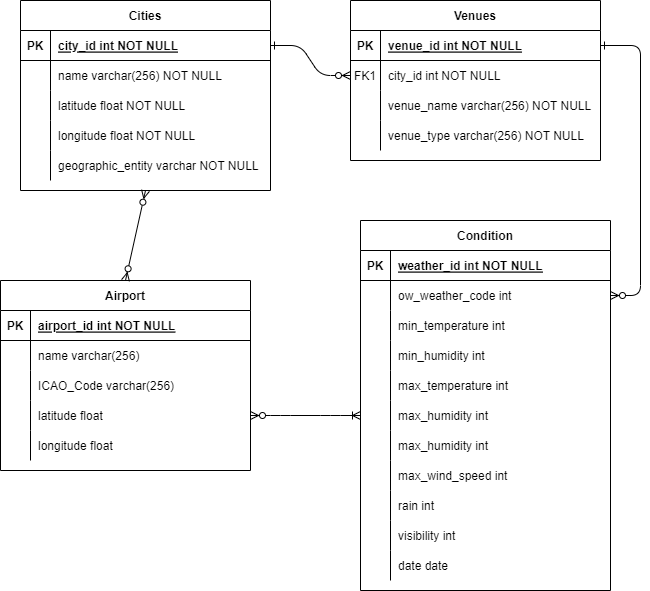 Cities
PK city_id int NOT NULL
name varchar(256) NOT NULL
latitude float NOT NULL
longitude float NOT NULL
geographic_entity varchar NOT NULL
Venues
PK venue_id int NOT NULL
FK1 city_id int NOT NULL
venue_name varchar(256) NOT NULL
venue_type varchar(256) NOT NULL
Airport
PK airport_id int NOT NULL
name varchar(256)
ICAO_Code varchar(256)
latitude float
longitude float
Condition
PK weather_id int NOT NULL
ow_weather_code int
min_temperature int
min_humidity int
max_temperature int
max_humidity int
max_humidity int
max_wind_speed int
rain int
visibility int
date date